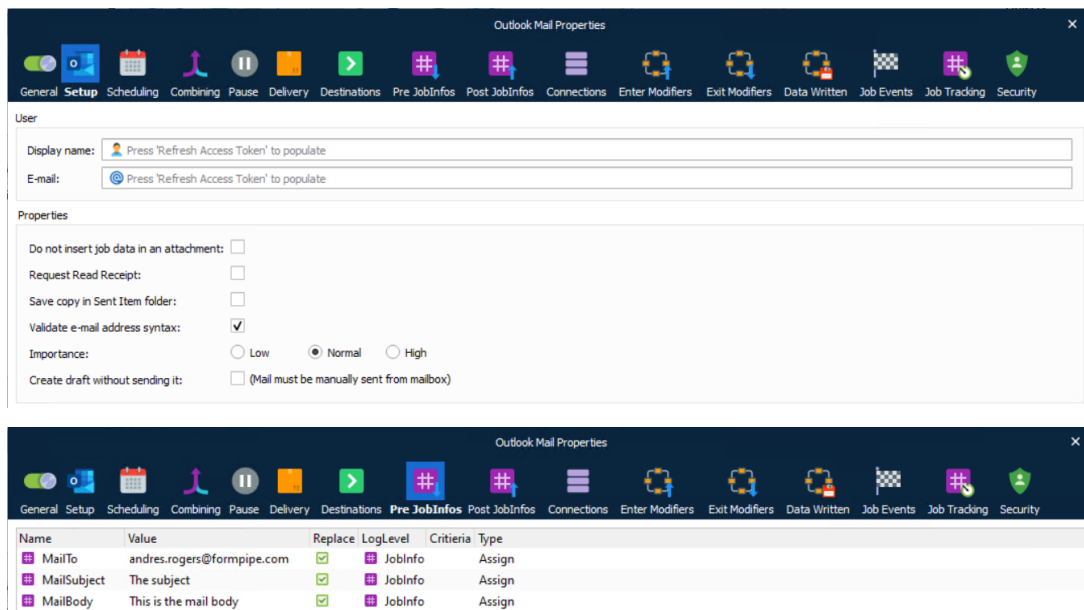 Outlook Mail Properties
General Setup Scheduling Combining Pause Delivery Destinations Pre JobInfos Post JobInfos Connections Enter Modifiers Exit Modifiers Data Written Job Events Job Tracking Security
User
Display name: Press 'Refresh Access Token' to populate
E-mail: Press 'Refresh Access Token' to populate
Properties
Do not insert job data in an attachment:
Request Read Receipt:
Save copy in Sent Item folder:
Validate e-mail address syntax:
Importance: Low Normal High
Create draft without sending it: (Mail must be manually sent from mailbox)
Outlook Mail Properties
General Setup Scheduling Combining Pause Delivery Destinations Pre JobInfos Post JobInfos Connections Enter Modifiers Exit Modifiers Data Written Job Events Job Tracking Security
Name Value Replace LogLevel Critieria Type
MailTo andres.rogers@formpipe.com JobInfo Assign
MailSubject The subject JobInfo Assign
MailBody This is the mail body JobInfo Assign